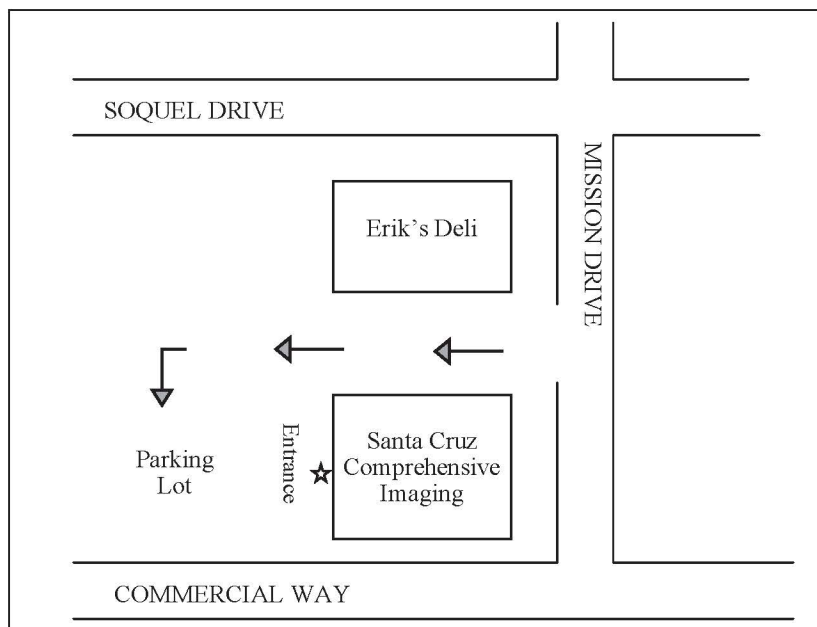 SOQUEL DRIVE
MISSION DRIVE
Erik's Deli
Parking
Lot
Entrance
Santa Cruz
Comprehensive
Imaging
COMMERCIAL WAY